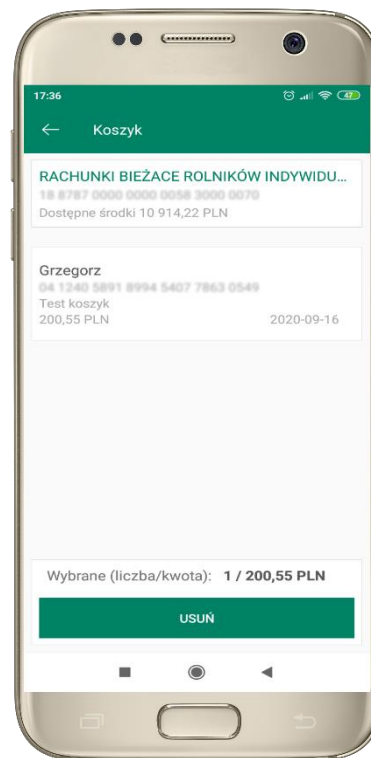 17:36
47
Koszyk
RACHUNKI BIEŻACE ROLNIKÓW INDYWIDU...
18 8787 0000 0000 0058 3000 0070
Dostępne środki 10 914,22 PLN
Grzegorz
04 1240 5891 8994 5407 7863 0549
Test koszyk
200,55 PLN 2020-09-16
Wybrane (liczba/kwota): 1 / 200,55 PLN
USUŃ